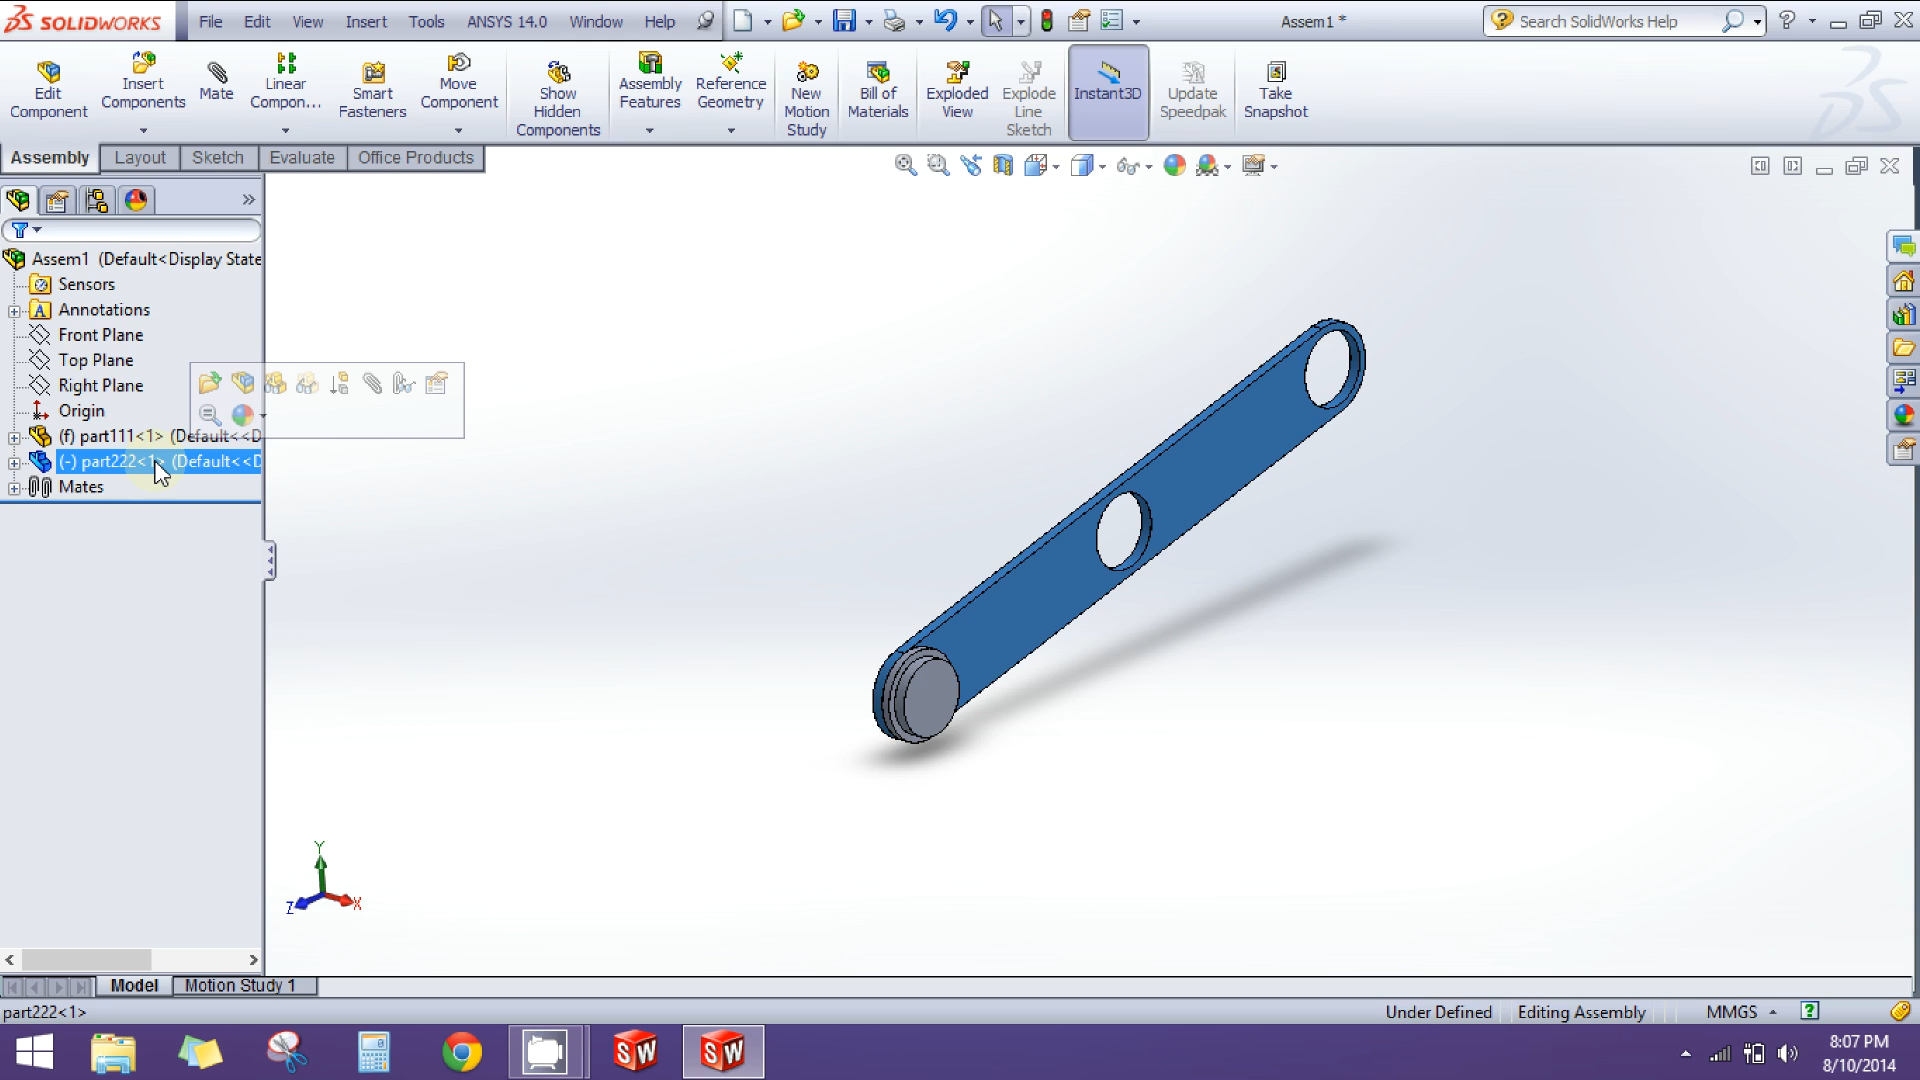 SOLIDWORKS File Edit View Insert Tools ANSYS 14.0 Window Help Assem1 * Search SolidWorks Help
Edit Component
Insert Components
Mate
Linear Compon...
Smart Fasteners
Move Component
Show Hidden Components
Assembly Features
Reference Geometry
New Motion Study
Bill of Materials
Exploded View
Explode Line Sketch
Instant3D
Update Speedpak
Take Snapshot
Assembly Layout Sketch Evaluate Office Products
Assem1 (Default<Display State
Sensors
A Annotations
Front Plane
Top Plane
Right Plane
Origin
(f) part111<1> (Default<<D
(-) part222<1> (Default<<D
Mates
Y
Z X
Model Motion Study 1
part222<1> Under Defined Editing Assembly MMGS
SW SW 8:07 PM
8/10/2014